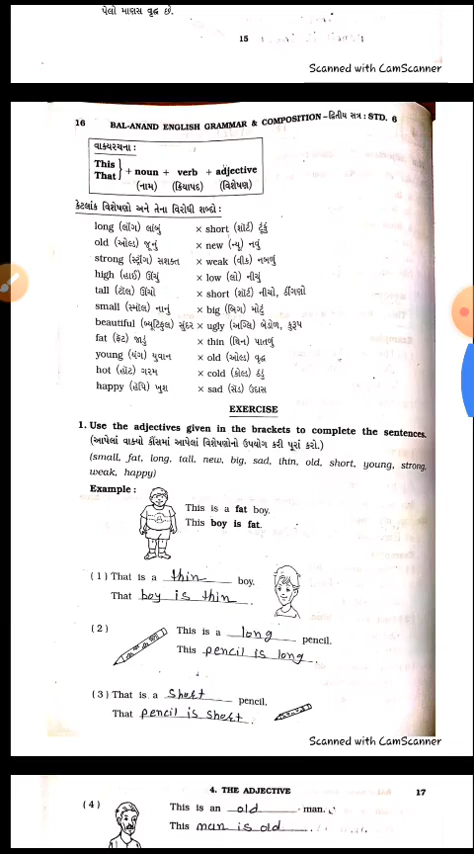 પેલો માણસ વૃદ્ધ છે.
15
Scanned with CamScanner
16 BAL-ANAND ENGLISH GRAMMAR & COMPOSITION – દ્વિતીય સત્ર : STD. 6
વાક્યરચના :
This
That } + noun + verb + adjective
(નામ) (ક્રિયાપદ) (વિશેષણ)
કેટલાંક વિશેષણો અને તેના વિરોધી શબ્દો :
long (લોંગ) લાંબું × short (શોર્ટ) ટૂંકું
old (ઓલ્ડ) જૂનું × new (ન્યૂ) નવું
strong (સ્ટ્રોંગ) સશક્ત × weak (વીક) નબળું
high (હાઈ) ઊંચું × low (લો) નીચું
tall (ટૉલ) ઊંચો × short (શોર્ટ) નીચો, ઠીંગણો
small (સ્મૉલ) નાનું × big (બિગ) મોટું
beautiful (બ્યૂટિફુલ) સુંદર × ugly (અગ્લિ) બેડોળ, કુરૂપ
fat (ફૅટ) જાડું × thin (થિન) પાતળું
young (યંગ) યુવાન × old (ઓલ્ડ) વૃદ્ધ
hot (હૉટ) ગરમ × cold (કોલ્ડ) ઠંડું
happy (હેપિ) ખુશ × sad (સેડ) ઉદાસ
EXERCISE
1. Use the adjectives given in the brackets to complete the sentences.
(આપેલાં વાક્યો કૌંસમાં આપેલાં વિશેષણોનો ઉપયોગ કરી પૂરાં કરો.)
(small, fat, long, tall, new, big, sad, thin, old, short, young, strong,
weak, happy)
Example :
This is a fat boy.
This boy is fat.
(1) That is a thin boy.
That boy is thin.
(2) This is a long pencil.
This pencil is long.
(3) That is a short pencil.
That pencil is short.
Scanned with CamScanner
4. THE ADJECTIVE 17
(4) This is an old man.
This man is old